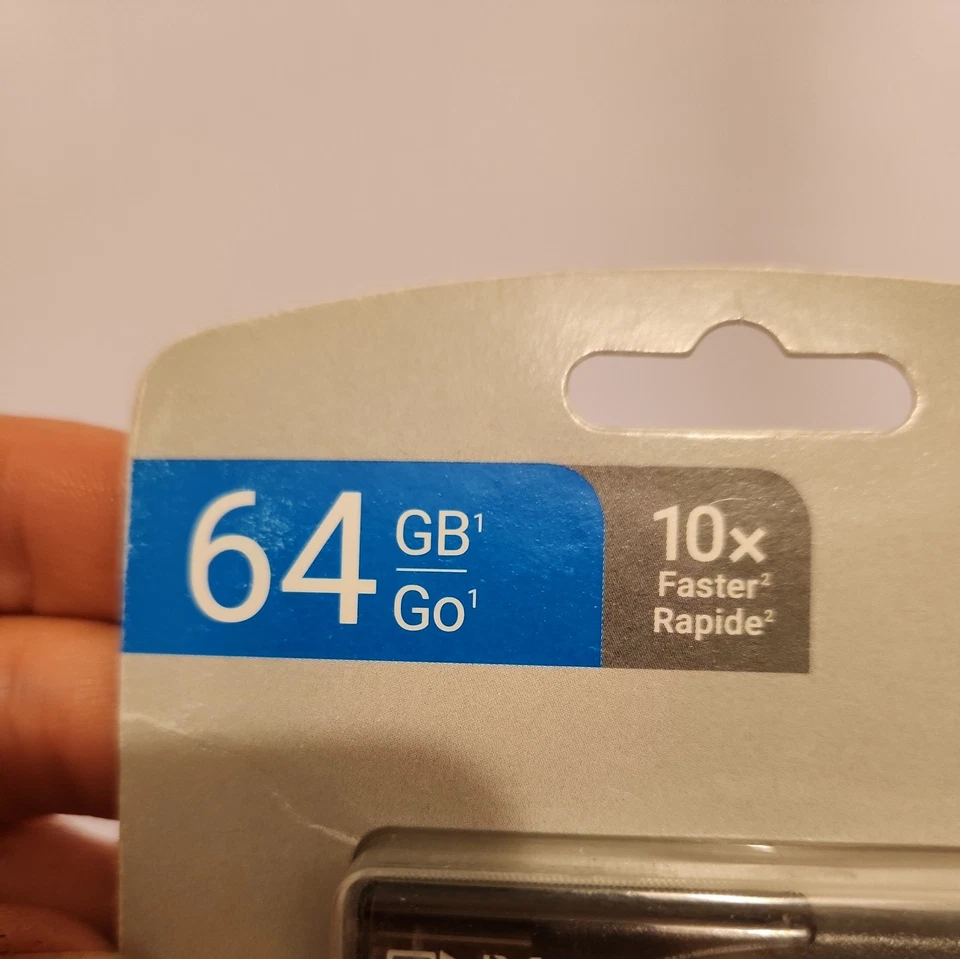 64 GB¹
Go¹
10x
Faster²
Rapide²